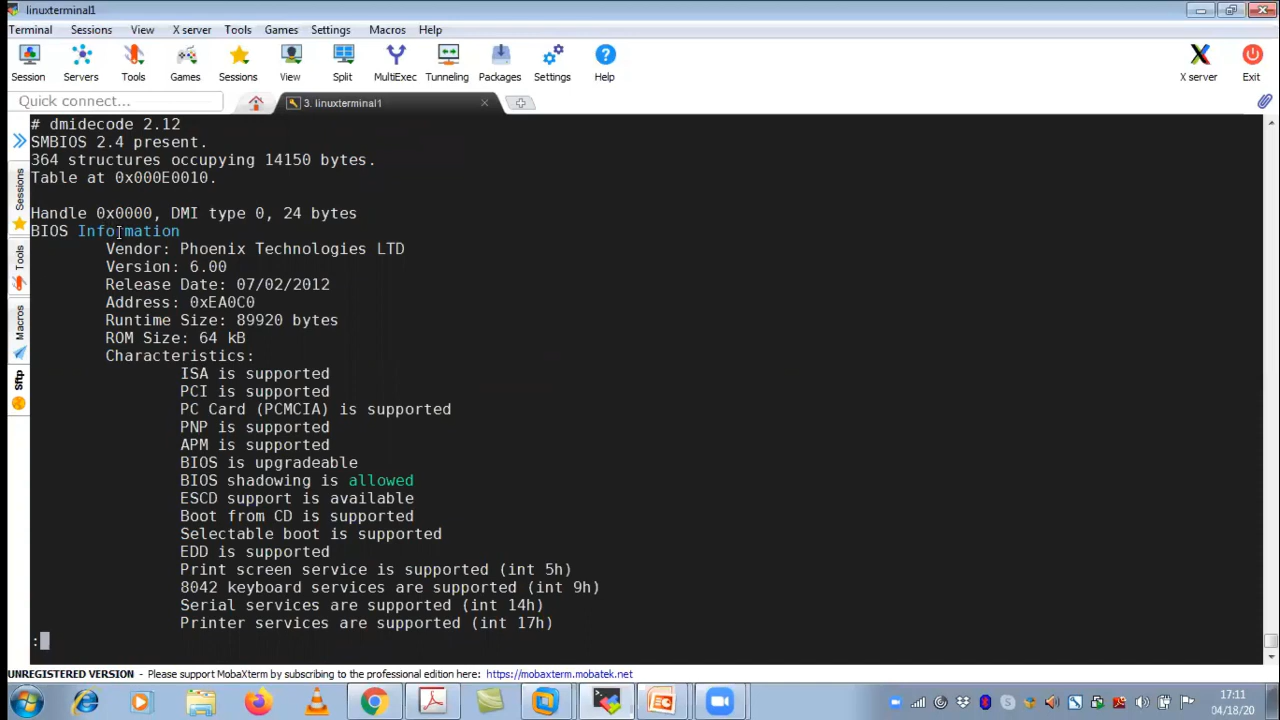 linuxterminal1
Terminal Sessions View X server Tools Games Settings Macros Help
Session Servers Tools Games Sessions View Split MultiExec Tunneling Packages Settings Help X server Exit
Quick connect...
3. linuxterminal1
# dmidecode 2.12
SMBIOS 2.4 present.
364 structures occupying 14150 bytes.
Table at 0x000E0010.
Handle 0x0000, DMI type 0, 24 bytes
BIOS Information
Vendor: Phoenix Technologies LTD
Version: 6.00
Release Date: 07/02/2012
Address: 0xEA0C0
Runtime Size: 89920 bytes
ROM Size: 64 kB
Characteristics:
ISA is supported
PCI is supported
PC Card (PCMCIA) is supported
PNP is supported
APM is supported
BIOS is upgradeable
BIOS shadowing is allowed
ESCD support is available
Boot from CD is supported
Selectable boot is supported
EDD is supported
Print screen service is supported (int 5h)
8042 keyboard services are supported (int 9h)
Serial services are supported (int 14h)
Printer services are supported (int 17h)
:
Sessions
Tools
Macros
Sftp
UNREGISTERED VERSION - Please support MobaXterm by subscribing to the professional edition here: https://mobaxterm.mobatek.net
17:11
04/18/20